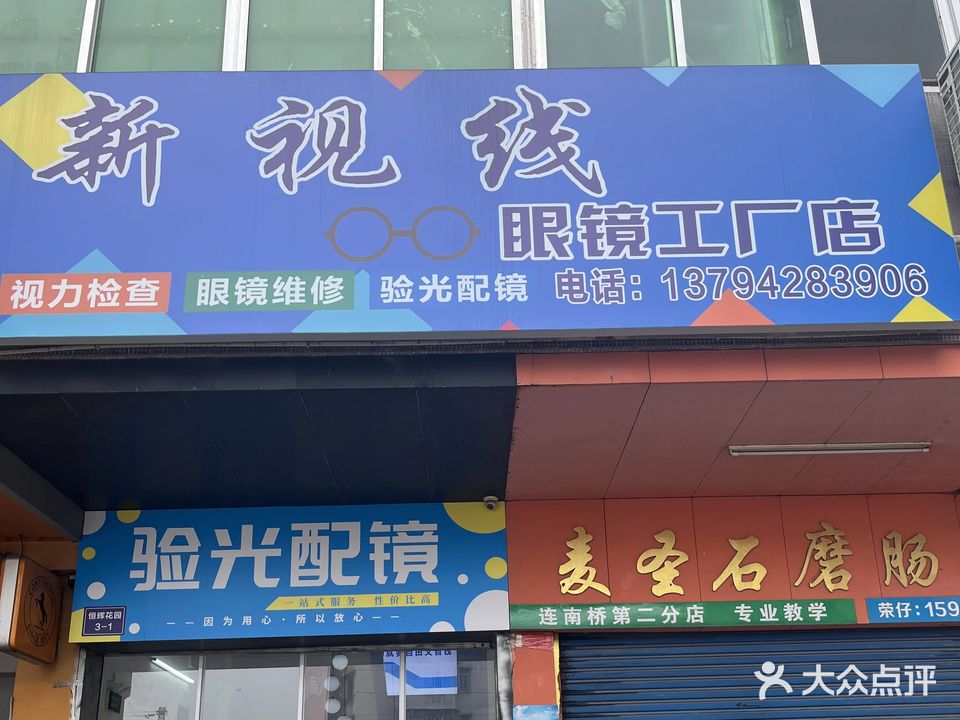 新视线
眼镜工厂店
视力检查 眼镜维修 验光配镜 电话：13794283906
验光配镜
一站式服务 性价比高
——因为用心·所以放心——
恒辉花园
3-1
麦圣石磨肠
连南桥第二分店 专业教学
荣仔:159
大众点评